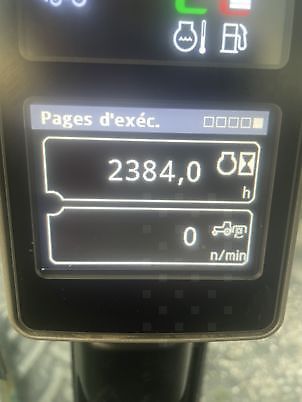 Pages d'exéc.
2384,0
h
0
n/min